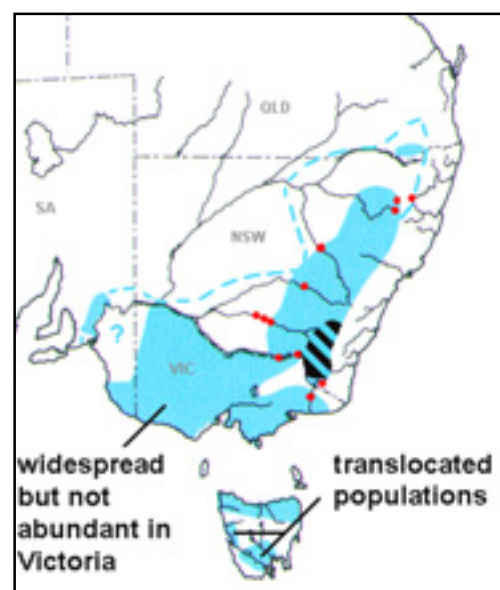 QLD
SA
NSW
?
VIC
widespread
but not
abundant in
Victoria
translocated
populations